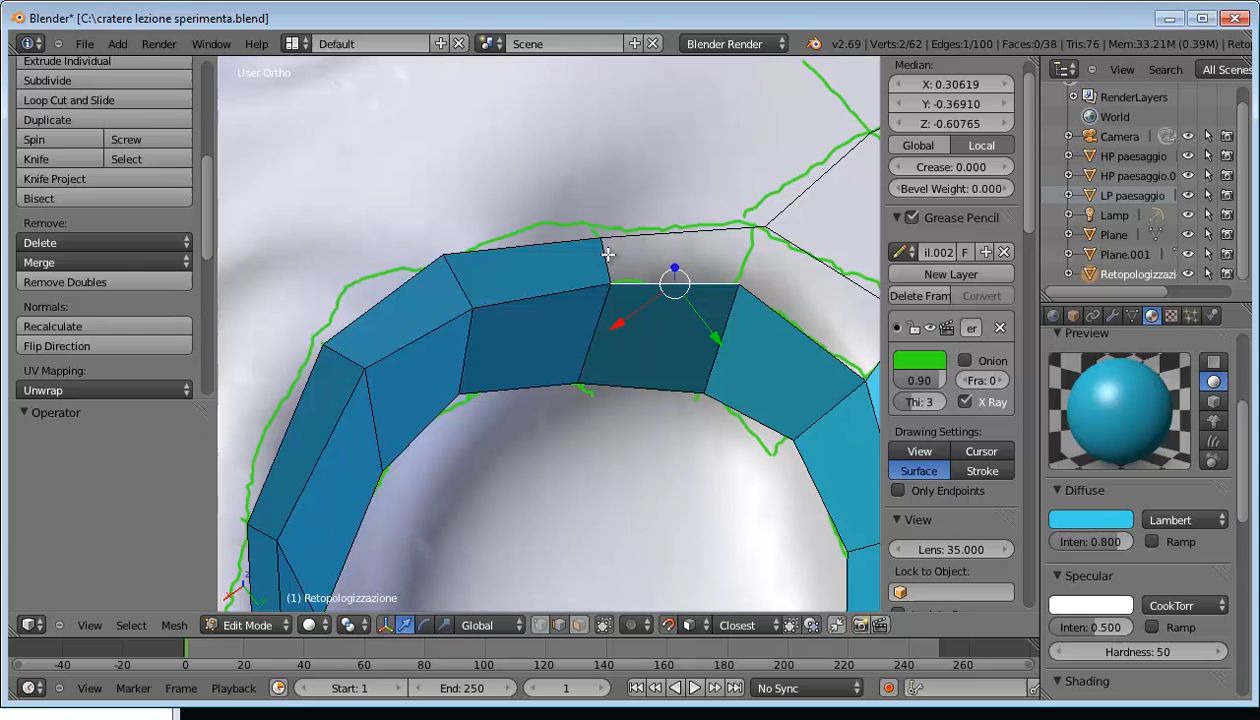 Blender* [C:\cratere lezione sperimenta.blend]
File Add Render Window Help Default Scene Blender Render v2.69 | Verts:2/62 | Edges:1/100 | Faces:0/38 | Tris:76 | Mem:33.21M (0.39M) | Reto
Extrude Individual
Subdivide
Loop Cut and Slide
Duplicate
Spin Screw
Knife Select
Knife Project
Bisect
Remove:
Delete
Merge
Remove Doubles
Normals:
Recalculate
Flip Direction
UV Mapping:
Unwrap
Operator
User Ortho
(1) Retopologizzazione
Median:
X: 0.30619
Y: -0.36910
Z: -0.60765
Global Local
Crease: 0.000
Bevel Weight: 0.000
Grease Pencil
il.002 F
New Layer
Delete Fram Convert
er
Onion
0.90 Fra: 0
Thi: 3 X Ray
Drawing Settings:
View Cursor
Surface Stroke
Only Endpoints
View
Lens: 35.000
Lock to Object:
View Search All Scenes
RenderLayers
World
Camera
HP paesaggio
HP paesaggio.0
LP paesaggio
Lamp
Plane
Plane.001
Retopologizzazi
Preview
Diffuse
Lambert
Inten: 0.800 Ramp
Specular
CookTorr
Inten: 0.500 Ramp
Hardness: 50
Shading
View Select Mesh Edit Mode Global Closest
-40 -20 0 20 40 60 80 100 120 140 160 180 200 220 240 260
View Marker Frame Playback Start: 1 End: 250 1 No Sync